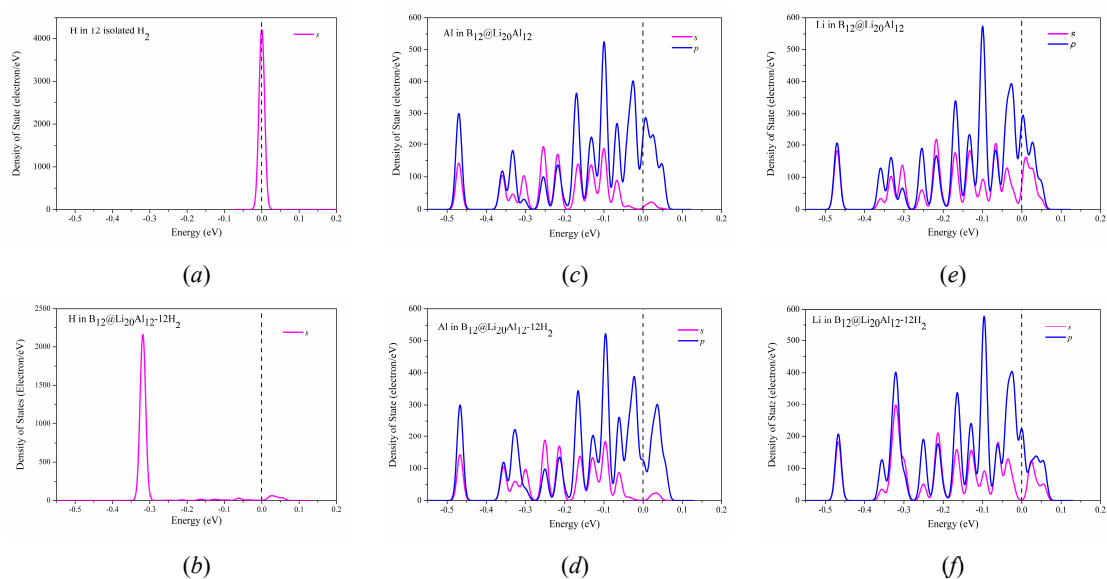 H in 12 isolated H2
s
Density of State (electron/eV)
4000
3000
2000
1000
0
-0.5 -0.4 -0.3 -0.2 -0.1 0.0 0.1 0.2
Energy (eV)
(a)
Al in B12@Li20Al12
s
p
Density of State (electron/eV)
600
500
400
300
200
100
0
-0.5 -0.4 -0.3 -0.2 -0.1 0.0 0.1 0.2
Energy (eV)
(c)
Li in B12@Li20Al12
s
p
Density of State (electron/eV)
600
500
400
300
200
100
0
-0.5 -0.4 -0.3 -0.2 -0.1 0.0 0.1 0.2
Energy (eV)
(e)
H in B12@Li20Al12-12H2
s
Density of States (Electron/eV)
2500
2000
1500
1000
500
0
-0.5 -0.4 -0.3 -0.2 -0.1 0.0 0.1 0.2
Energy (eV)
(b)
Al in B12@Li20Al12-12H2
s
p
Density of State (electron/eV)
600
500
400
300
200
100
0
-0.5 -0.4 -0.3 -0.2 -0.1 0.0 0.1 0.2
Energy (eV)
(d)
Li in B12@Li20Al12-12H2
s
p
Density of State (electron/eV)
600
500
400
300
200
100
0
-0.5 -0.4 -0.3 -0.2 -0.1 0.0 0.1 0.2
Energy (eV)
(f)